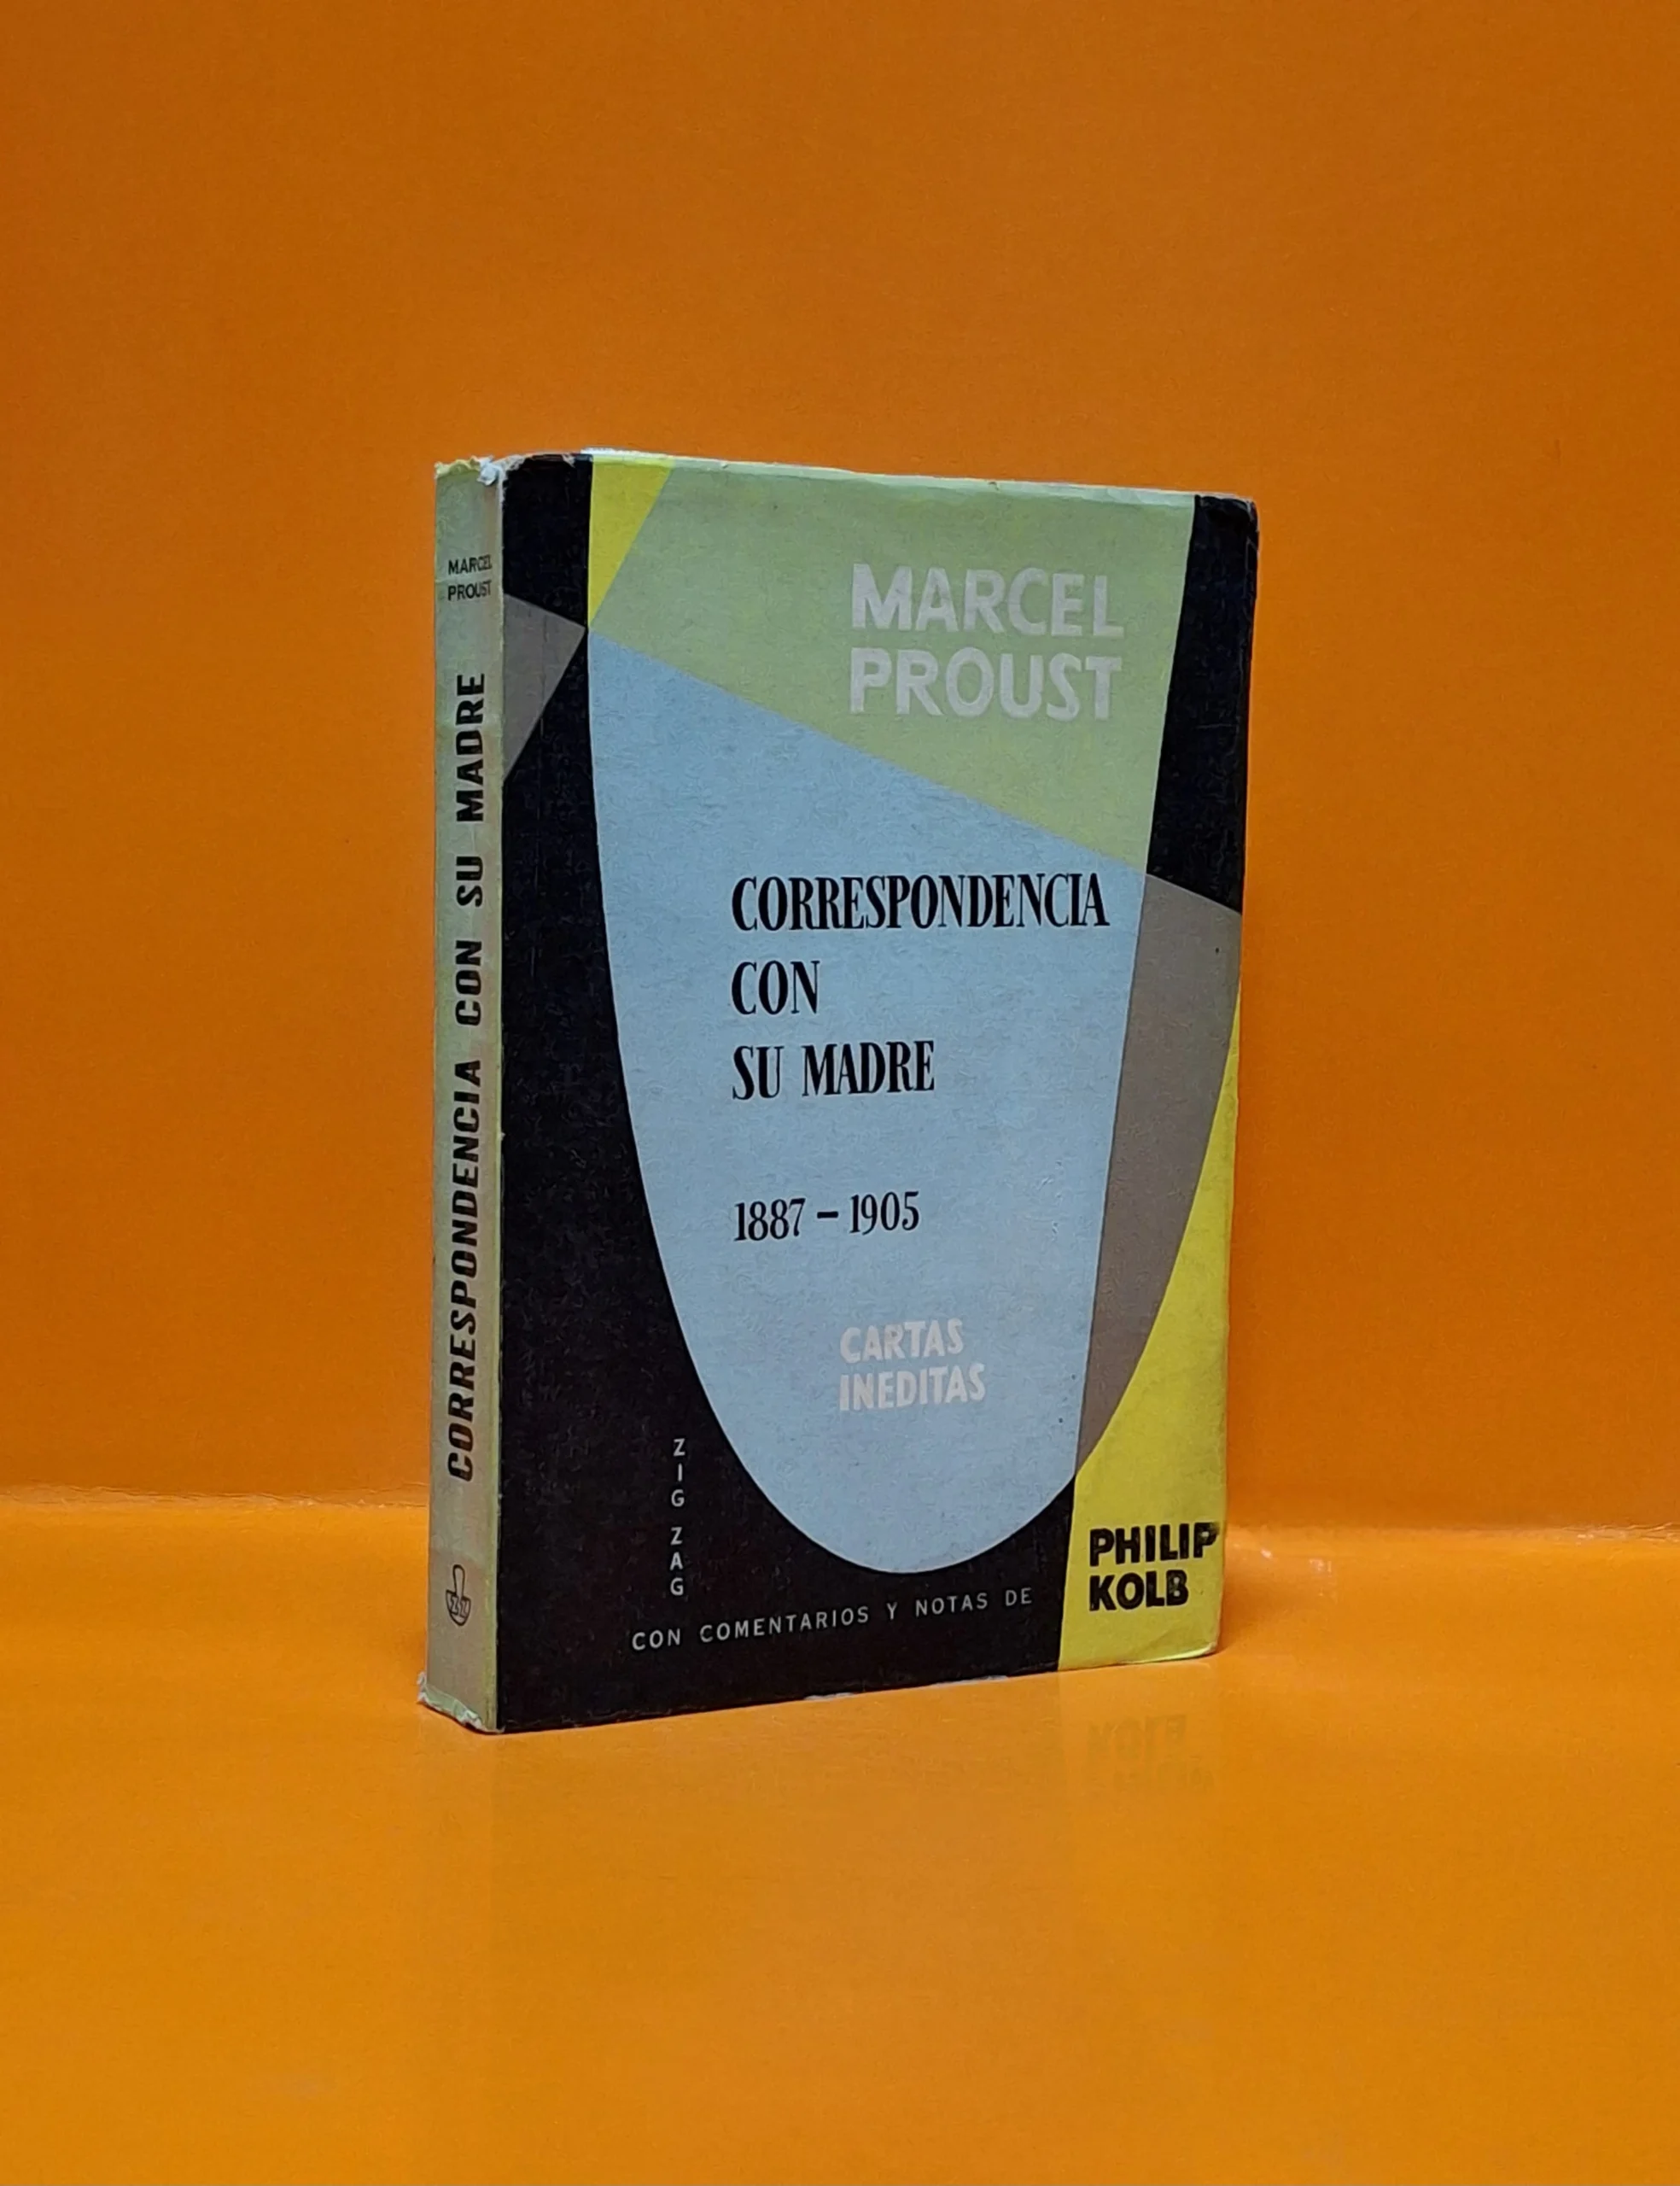 MARCEL
PROUST
CORRESPONDENCIA CON SU MADRE
MARCEL
PROUST
CORRESPONDENCIA
CON
SU MADRE
1887 - 1905
CARTAS
INEDITAS
ZIG ZAG
CON COMENTARIOS Y NOTAS DE
PHILIP
KOLB